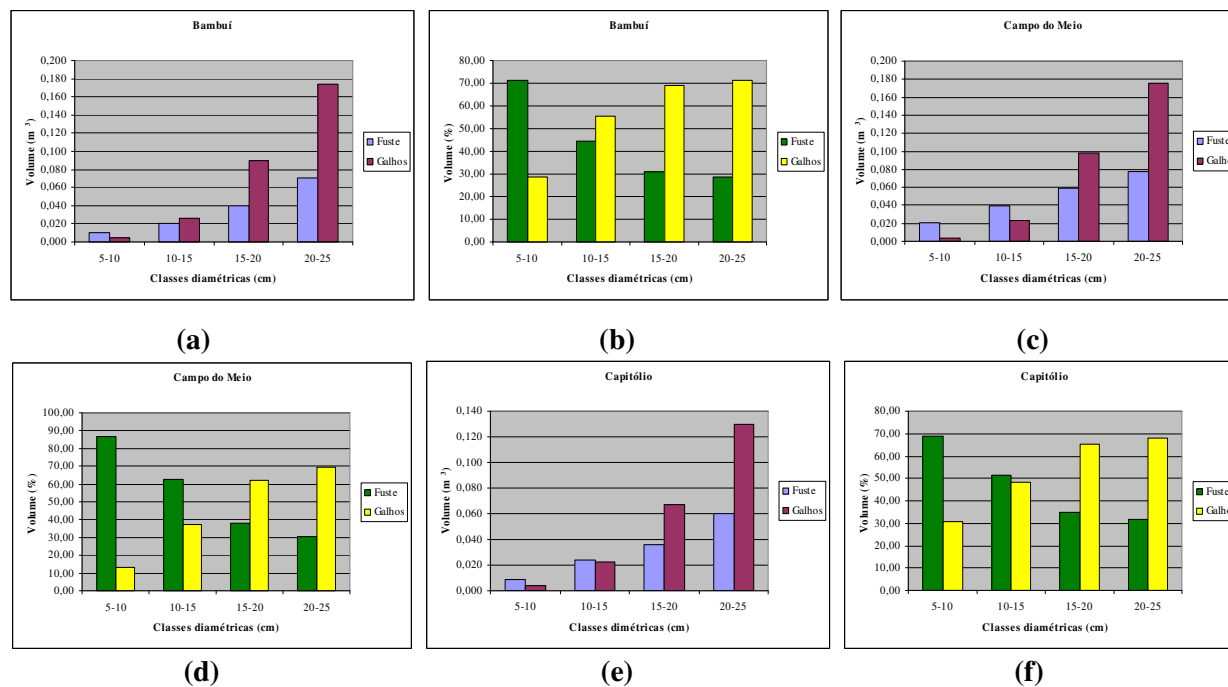 Bambuí
0,200
0,180
0,160
0,140
0,120
0,100
0,080
0,060
0,040
0,020
0,000
Volume (m ³)
5-10 10-15 15-20 20-25
Classes diamétricas (cm)
Fuste
Galhos
(a)
Bambuí
80,00
70,00
60,00
50,00
40,00
30,00
20,00
10,00
0,00
Volume (%)
5-10 10-15 15-20 20-25
Classes diamétricas (cm)
Fuste
Galhos
(b)
Campo do Meio
0,200
0,180
0,160
0,140
0,120
0,100
0,080
0,060
0,040
0,020
0,000
Volume (m ³)
5-10 10-15 15-20 20-25
Classes diamétricas (cm)
Fuste
Galho
(c)
Campo do Meio
100,00
90,00
80,00
70,00
60,00
50,00
40,00
30,00
20,00
10,00
0,00
Volume (%)
5-10 10-15 15-20 20-25
Classes diamétricas (cm)
Fuste
Galhos
(d)
Capitólio
0,140
0,120
0,100
0,080
0,060
0,040
0,020
0,000
Volume (m ³)
5-10 10-15 15-20 20-25
Classes dimétricas (cm)
Fuste
Galhos
(e)
Capitólio
80,00
70,00
60,00
50,00
40,00
30,00
20,00
10,00
0,00
Volume (%)
5-10 10-15 15-20 20-25
Classes diamétricas (cm)
Fuste
Galho
(f)